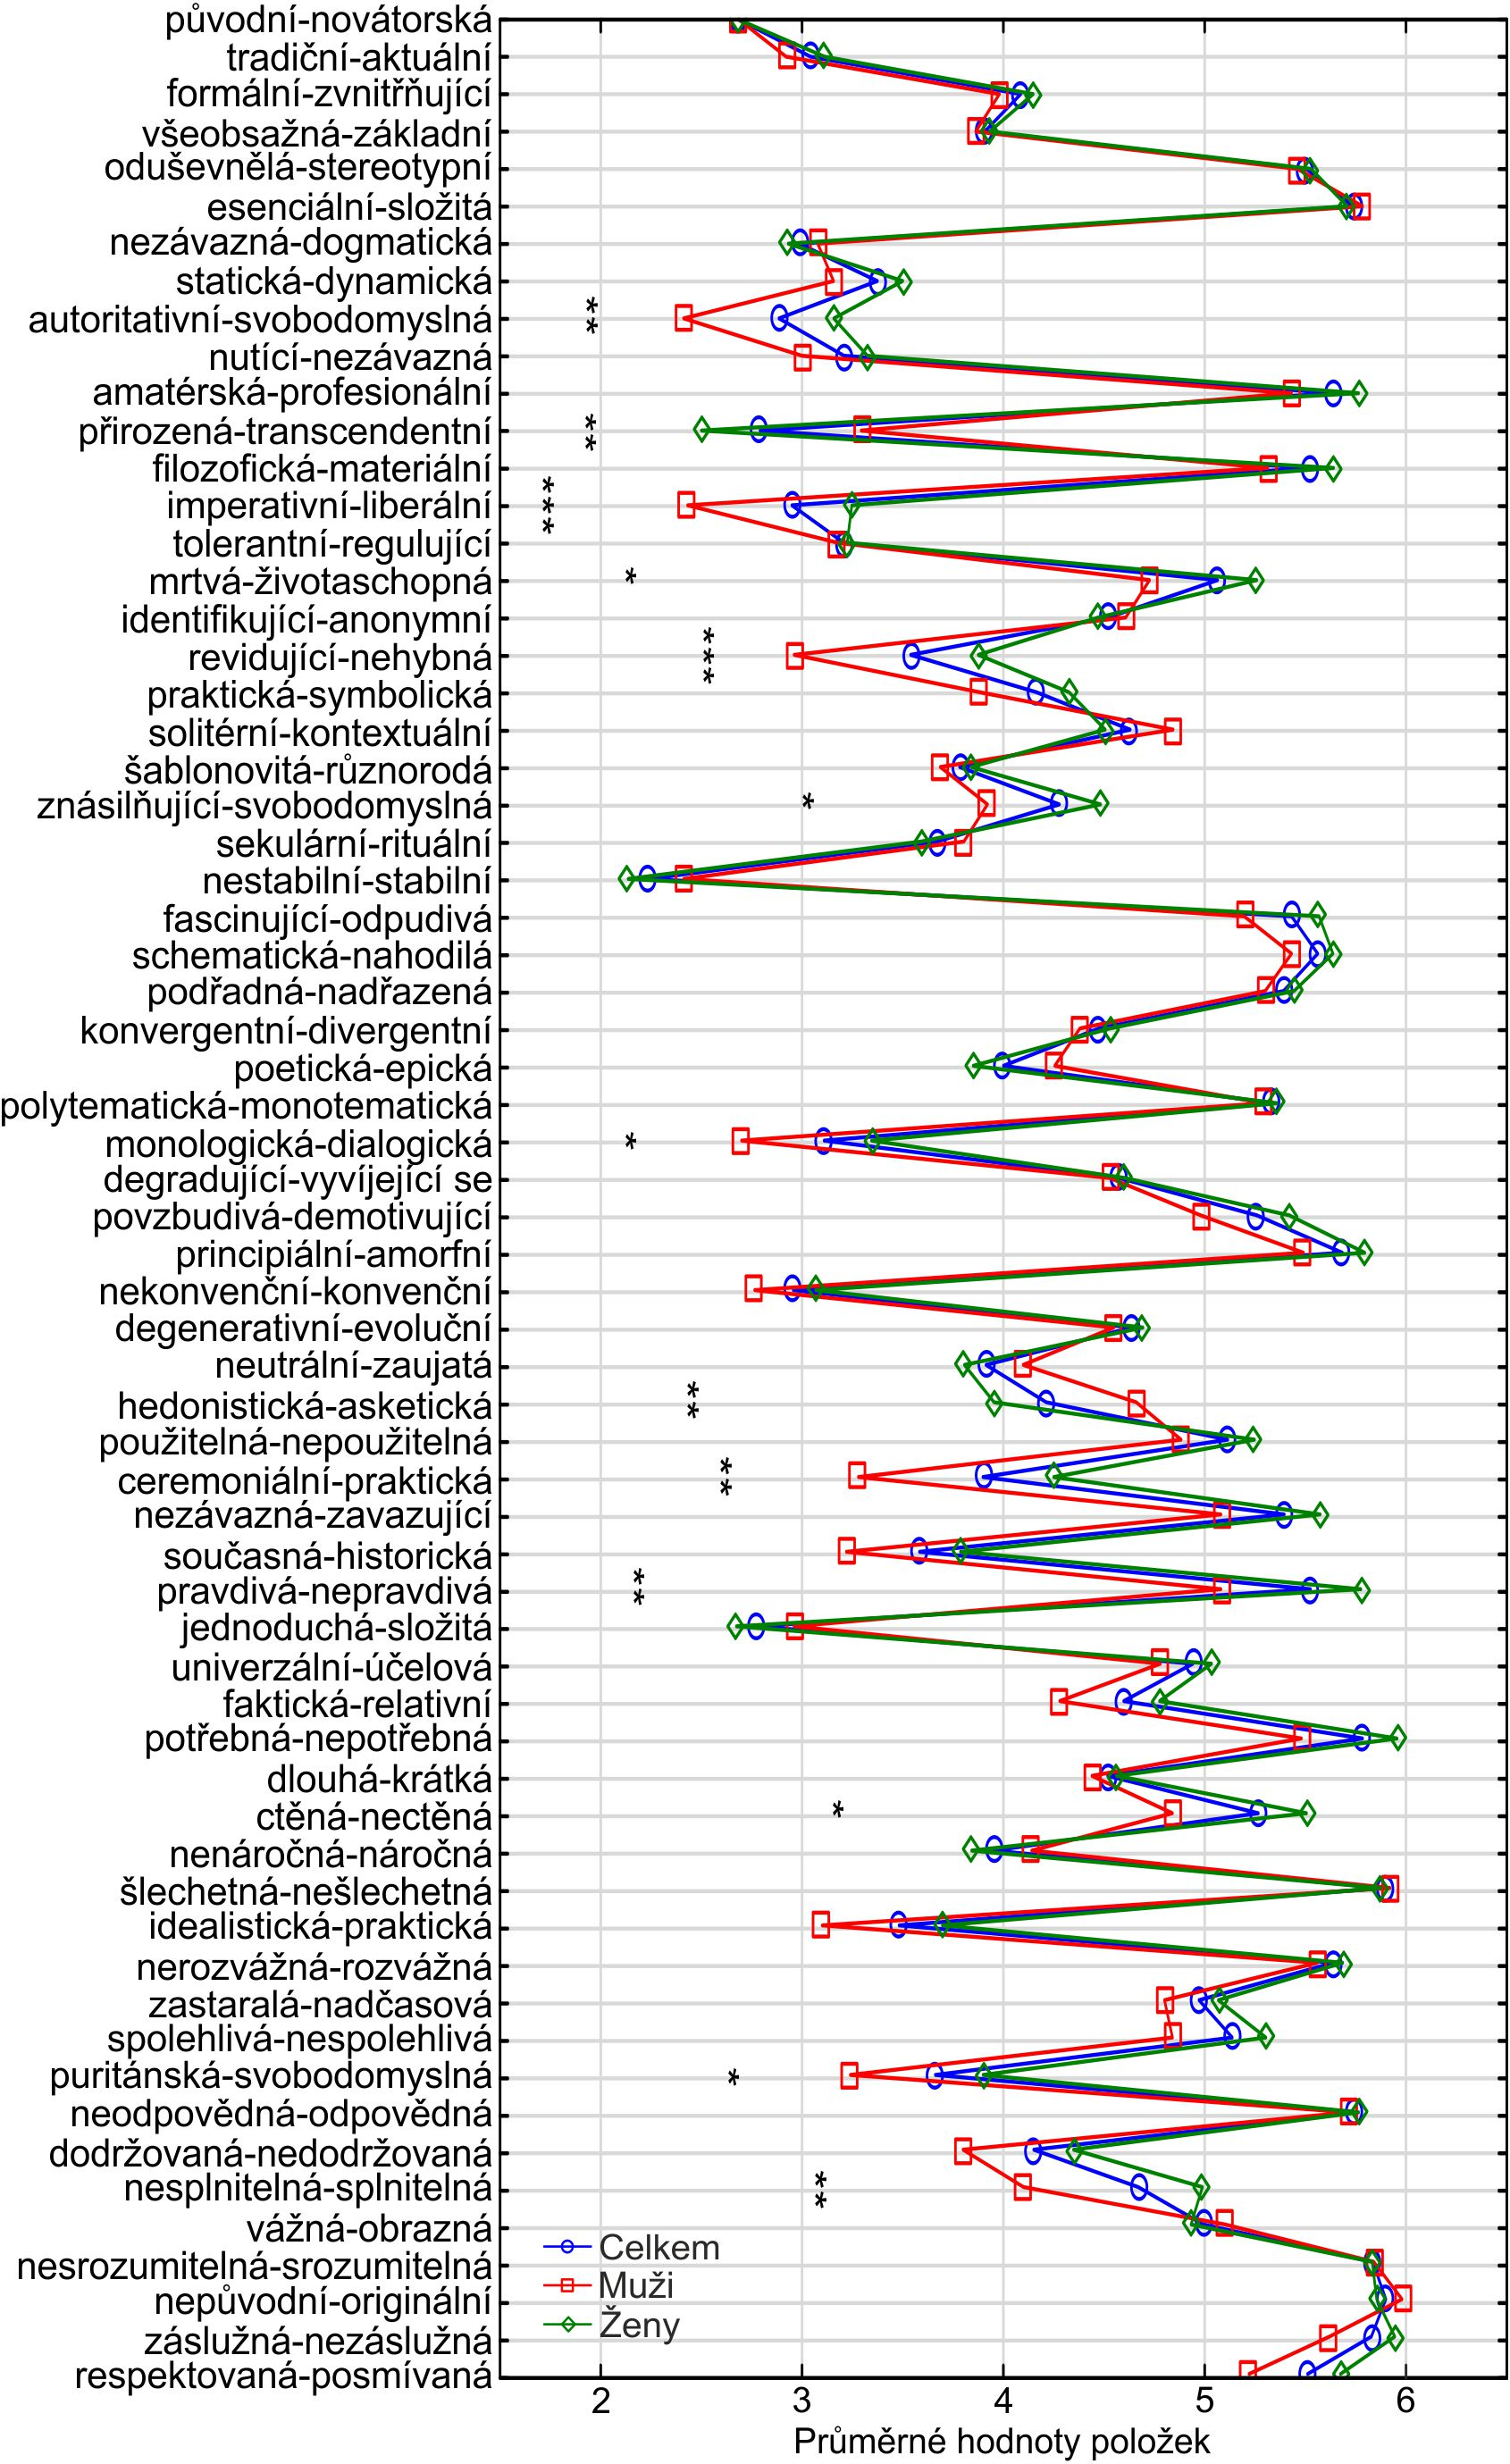 původní-novátorská
tradiční-aktuální
formální-zvnitřňující
všeobsažná-základní
oduševnělá-stereotypní
esenciální-složitá
nezávazná-dogmatická
statická-dynamická
autoritativní-svobodomyslná **
nutící-nezávazná
amatérská-profesionální
přirozená-transcendentní **
filozofická-materiální
imperativní-liberální ***
tolerantní-regulující
mrtvá-životaschopná *
identifikující-anonymní
revidující-nehybná ***
praktická-symbolická
solitérní-kontextuální
šablonovitá-různorodá
znásilňující-svobodomyslná *
sekulární-rituální
nestabilní-stabilní
fascinující-odpudivá
schematická-nahodilá
podřadná-nadřazená
konvergentní-divergentní
poetická-epická
polytematická-monotematická
monologická-dialogická *
degradující-vyvíjející se
povzbudivá-demotivující
principiální-amorfní
nekonvenční-konvenční
degenerativní-evoluční
neutrální-zaujatá
hedonistická-asketická **
použitelná-nepoužitelná
ceremoniální-praktická **
nezávazná-zavazující
současná-historická
pravdivá-nepravdivá **
jednoduchá-složitá
univerzální-účelová
faktická-relativní
potřebná-nepotřebná
dlouhá-krátká
ctěná-nectěná *
nenáročná-náročná
šlechetná-nešlechetná
idealistická-praktická
nerozvážná-rozvážná
zastaralá-nadčasová
spolehlivá-nespolehlivá
puritánská-svobodomyslná *
neodpovědná-odpovědná
dodržovaná-nedodržovaná
nesplnitelná-splnitelná **
vážná-obrazná
nesrozumitelná-srozumitelná
nepůvodní-originální
záslužná-nezáslužná
respektovaná-posmívaná
Celkem
Muži
Ženy
2 3 4 5 6
Průměrné hodnoty položek